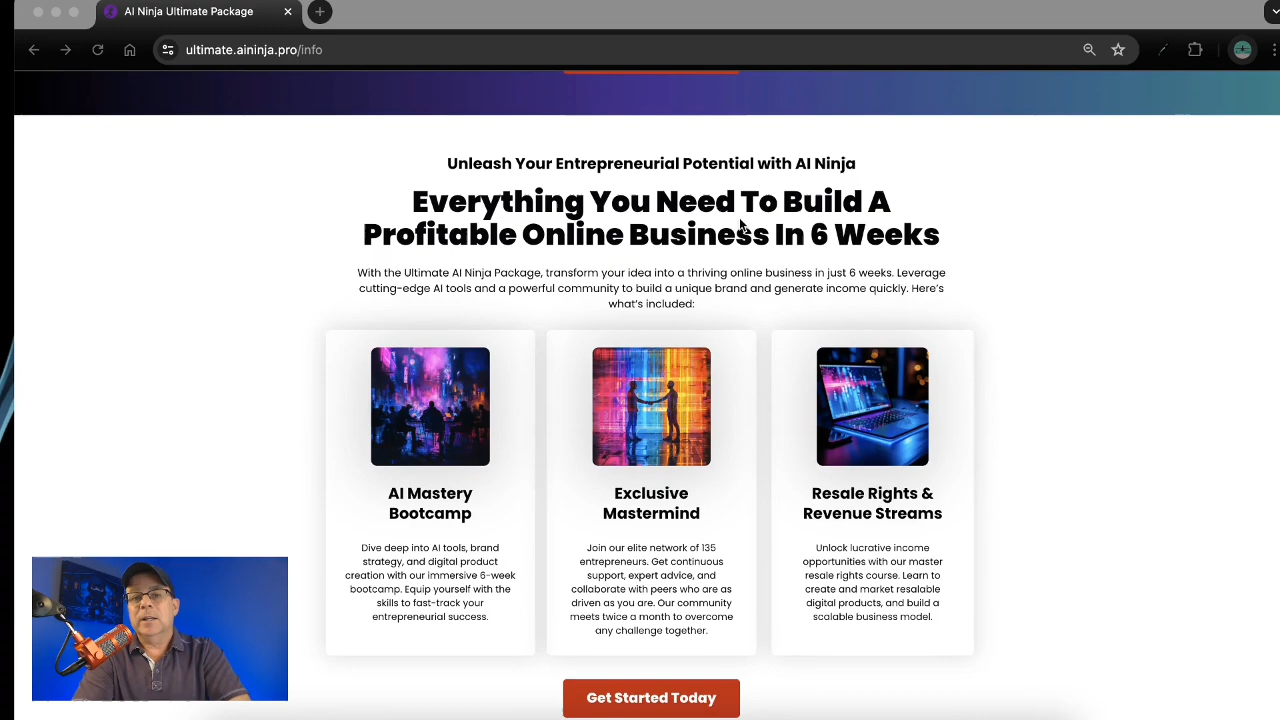 AI Ninja Ultimate Package
ultimate.aininja.pro/info
Unleash Your Entrepreneurial Potential with AI Ninja
Everything You Need To Build A
Profitable Online Business In 6 Weeks
With the Ultimate AI Ninja Package, transform your idea into a thriving online business in just 6 weeks. Leverage
cutting-edge AI tools and a powerful community to build a unique brand and generate income quickly. Here's
what's included:
AI Mastery
Bootcamp
Dive deep into AI tools, brand
strategy, and digital product
creation with our immersive 6-week
bootcamp. Equip yourself with the
skills to fast-track your
entrepreneurial success.
Exclusive
Mastermind
Join our elite network of 135
entrepreneurs. Get continuous
support, expert advice, and
collaborate with peers who are as
driven as you are. Our community
meets twice a month to overcome
any challenge together.
Resale Rights &
Revenue Streams
Unlock lucrative income
opportunities with our master
resale rights course. Learn to
create and market resalable
digital products, and build a
scalable business model.
Get Started Today